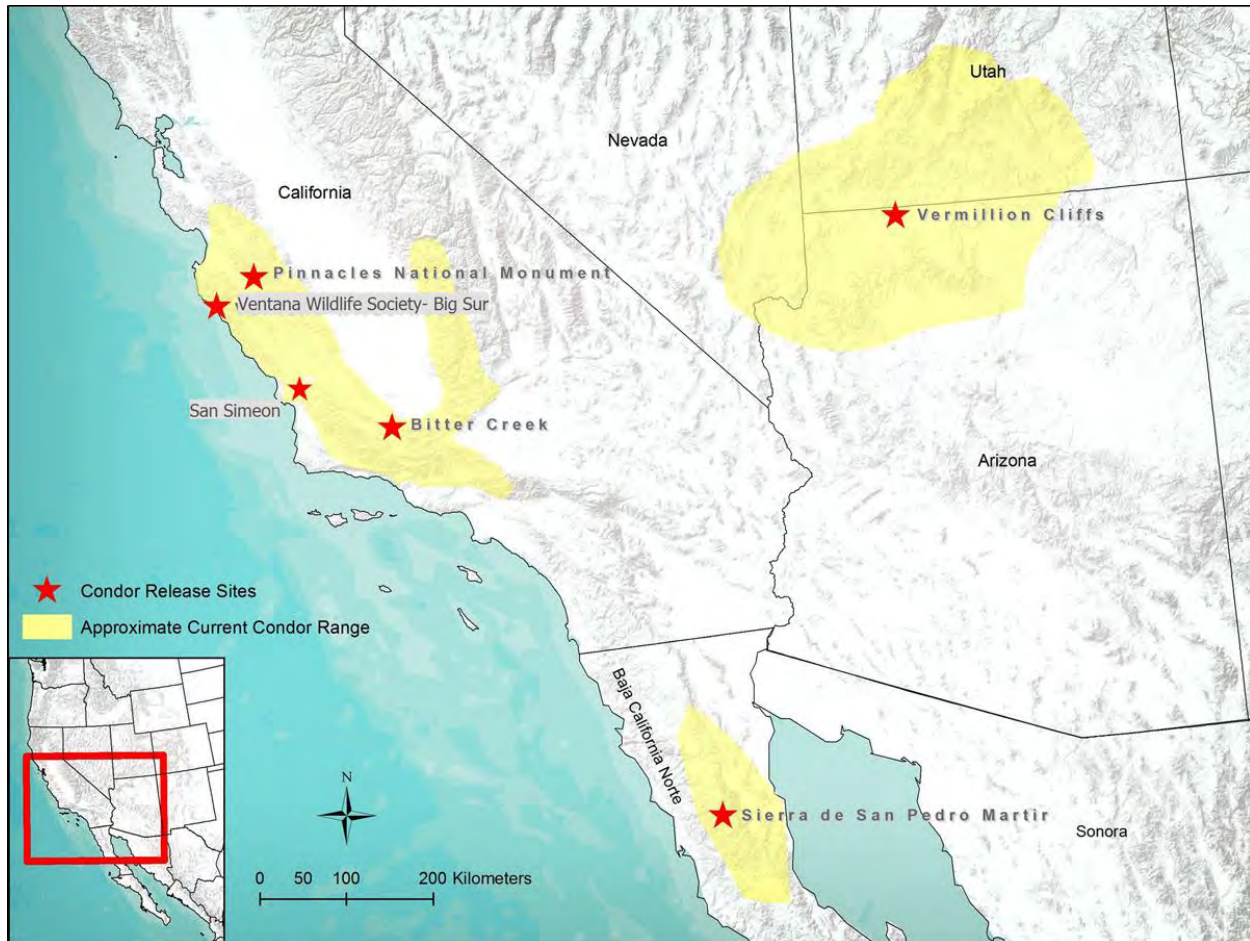 Utah
Nevada
California
Vermillion Cliffs
Pinnacles National Monument
Ventana Wildlife Society- Big Sur
San Simeon
Bitter Creek
Arizona
Condor Release Sites
Approximate Current Condor Range
Baja California Norte
N
Sierra de San Pedro Martir
Sonora
0 50 100 200 Kilometers